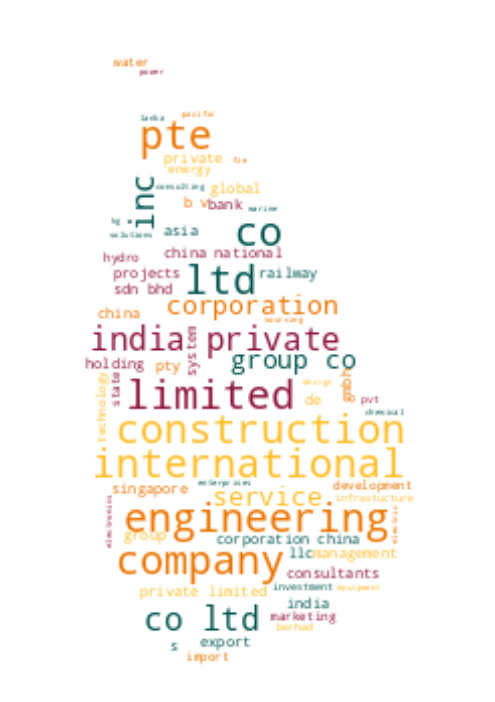 water
power
lanka pacific
pte
private
energy
consulting global
inc
b v bank marine
solutions asia co
hydro china national
projects ltd railway
sdn bhd
china corporation
sourcing
india private
system
holding pty group co
technology state limited design
de gmbh pvt
chemical
construction
international
singapore enterprises development
service infrastucture
electronics engineering electric
group corporation china
company llc management
consultants
private limited investment equipment
india
co ltd marketing
berhad
s export
import